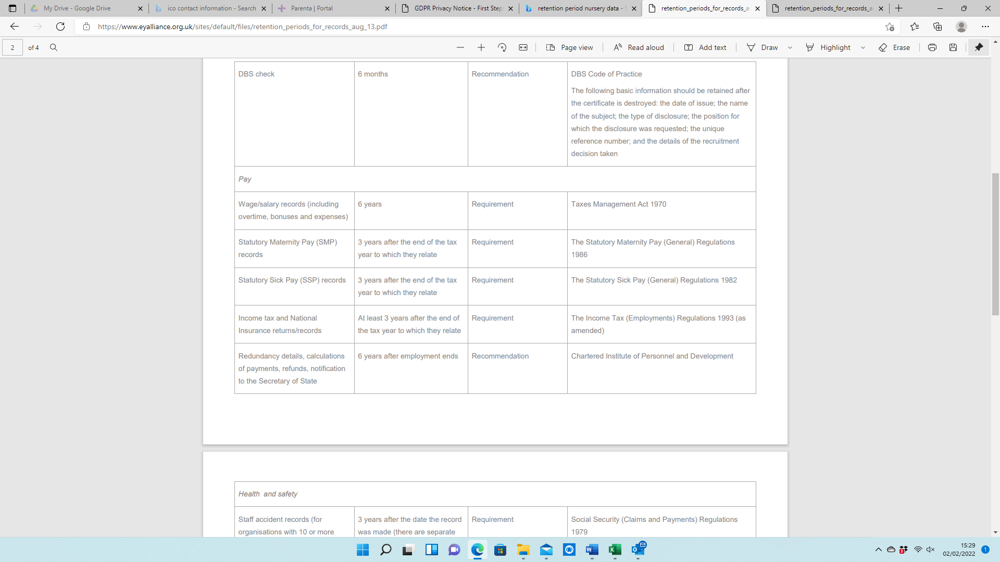 My Drive - Google Drive
ico contact information - Search
Parenta | Portal
GDPR Privacy Notice - First Step
retention period nursery data - S
retention_periods_for_records_a
retention_periods_for_records_a
https://www.eyalliance.org.uk/sites/default/files/retention_periods_for_records_aug_13.pdf
2 of 4
Page view
Read aloud
Add text
Draw
Highlight
Erase
DBS check
6 months
Recommendation
DBS Code of Practice
The following basic information should be retained after
the certificate is destroyed: the date of issue; the name
of the subject; the type of disclosure; the position for
which the disclosure was requested; the unique
reference number; and the details of the recruitment
decision taken
Pay
Wage/salary records (including
overtime, bonuses and expenses)
6 years
Requirement
Taxes Management Act 1970
Statutory Maternity Pay (SMP)
records
3 years after the end of the tax
year to which they relate
Requirement
The Statutory Maternity Pay (General) Regulations
1986
Statutory Sick Pay (SSP) records
3 years after the end of the tax
year to which they relate
Requirement
The Statutory Sick Pay (General) Regulations 1982
Income tax and National
Insurance returns/records
At least 3 years after the end of
the tax year to which they relate
Requirement
The Income Tax (Employments) Regulations 1993 (as
amended)
Redundancy details, calculations
of payments, refunds, notification
to the Secretary of State
6 years after employment ends
Recommendation
Chartered Institute of Personnel and Development
Health and safety
Staff accident records (for
organisations with 10 or more
3 years after the date the record
was made (there are separate
Requirement
Social Security (Claims and Payments) Regulations
1979
15:29
02/02/2022
1
3